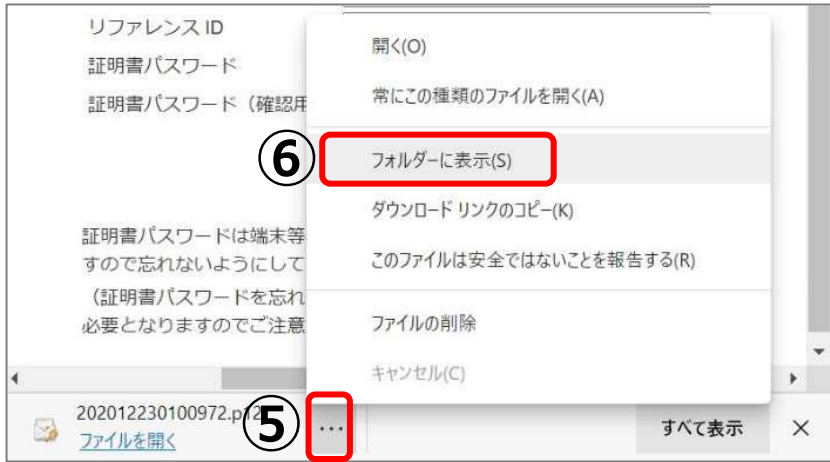 リファレンス ID
証明書パスワード
証明書パスワード（確認用
証明書パスワードは端末等
すので忘れないようにして
（証明書パスワードを忘れ
必要となりますのでご注意
開く(O)
常にこの種類のファイルを開く(A)
⑥
フォルダーに表示(S)
ダウンロード リンクのコピー(K)
このファイルは安全ではないことを報告する(R)
ファイルの削除
キャンセル(C)
202012230100972.p12
ファイルを開く
⑤
…
すべて表示